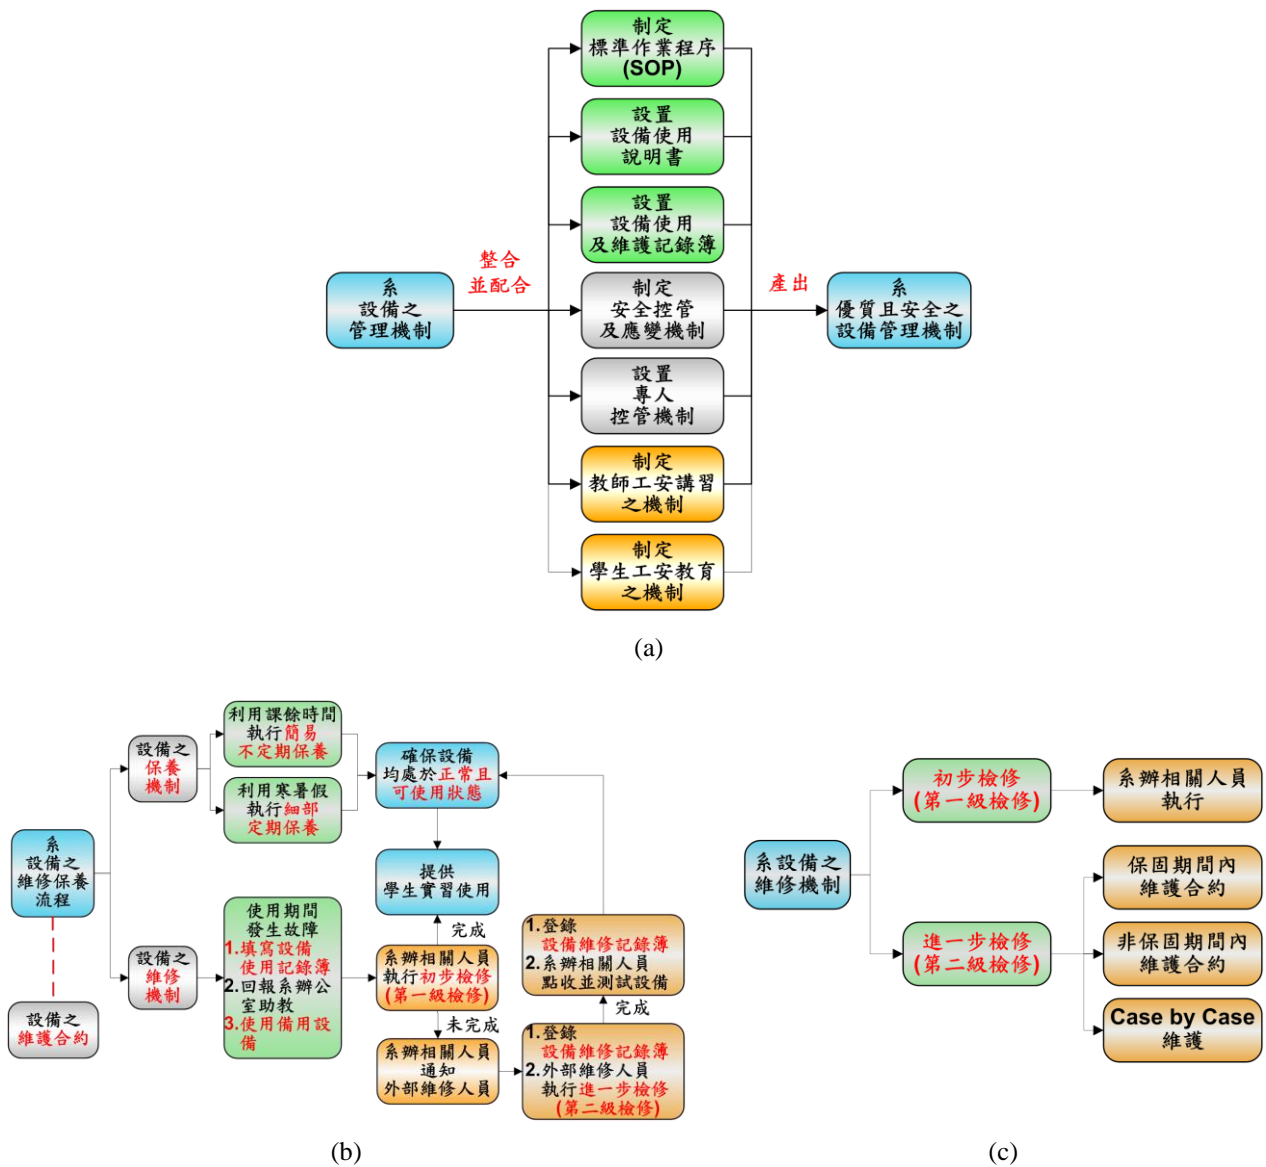 制定
標準作業程序
(SOP)
設置
設備使用
說明書
設置
設備使用
及維護記錄簿
整合
並配合
系
設備之
管理機制
制定
安全控管
及應變機制
產出
系
優質且安全之
設備管理機制
設置
專人
控管機制
制定
教師工安講習
之機制
制定
學生工安教育
之機制
(a)
系
設備之
維修保養
流程
設備之
維護合約
設備之
保養
機制
利用課餘時間
執行簡易
不定期保養
利用寒暑假
執行細部
定期保養
確保設備
均處於正常且
可使用狀態
提供
學生實習使用
設備之
維修
機制
使用期間
發生故障
1.填寫設備
使用記錄簿
2.回報系辦公
室助教
3.使用備用設
備
完成
系辦相關人員
執行初步檢修
(第一級檢修)
未完成
系辦相關人員
通知
外部維修人員
1.登錄
設備維修記錄簿
2.系辦相關人員
點收並測試設備
完成
1.登錄
設備維修記錄簿
2.外部維修人員
執行進一步檢修
(第二級檢修)
(b)
系設備之
維修機制
初步檢修
(第一級檢修)
系辦相關人員
執行
進一步檢修
(第二級檢修)
保固期間內
維護合約
非保固期間內
維護合約
Case by Case
維護
(c)